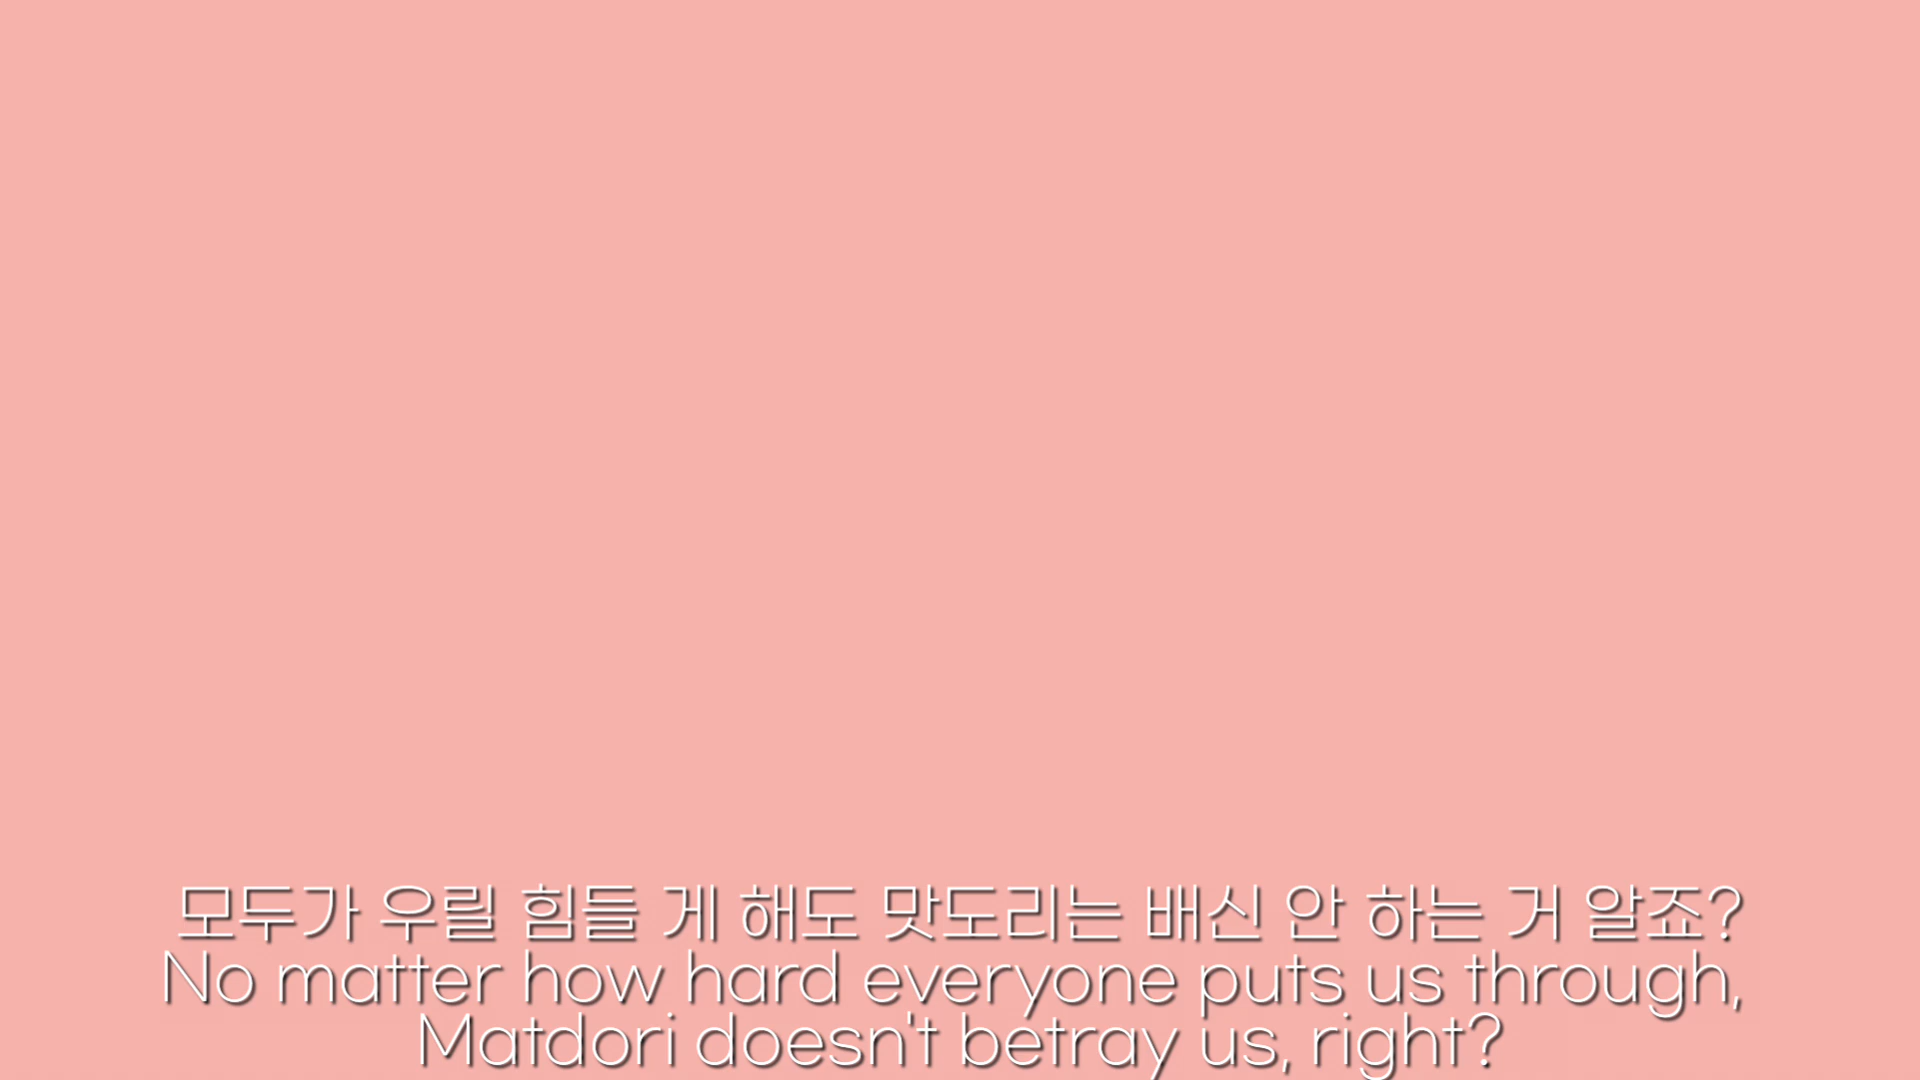 모두가 우릴 힘들 게 해도 맛도리는 배신 안 하는 거 알죠?
No matter how hard everyone puts us through,
Matdori doesn't betray us, right?